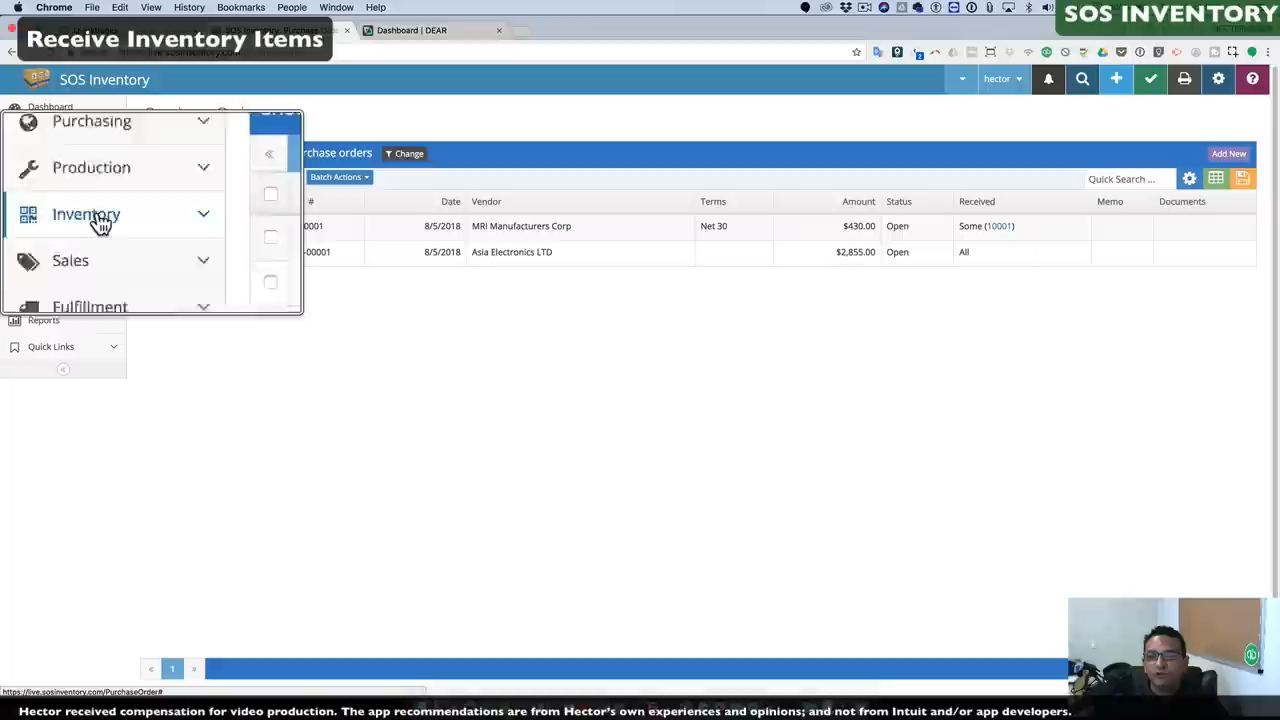 Chrome File Edit View History Bookmarks People Window Help
SOS INVENTORY
Receive Inventory Items
Dashboard | DEAR
SOS Inventory
hector
Dashboard
Purchasing
Production
Inventory
Sales
Fulfillment
Reports
Quick Links
rchase orders Change Add New
Batch Actions Quick Search ...
# Date Vendor Terms Amount Status Received Memo Documents
0001 8/5/2018 MRI Manufacturers Corp Net 30 $430.00 Open Some (10001)
-00001 8/5/2018 Asia Electronics LTD $2,855.00 Open All
« 1 »
https://live.sosinventory.com/PurchaseOrder#
Hector received compensation for video production. The app recommendations are from Hector's own experiences and opinions; and not from Intuit and/or app developers.